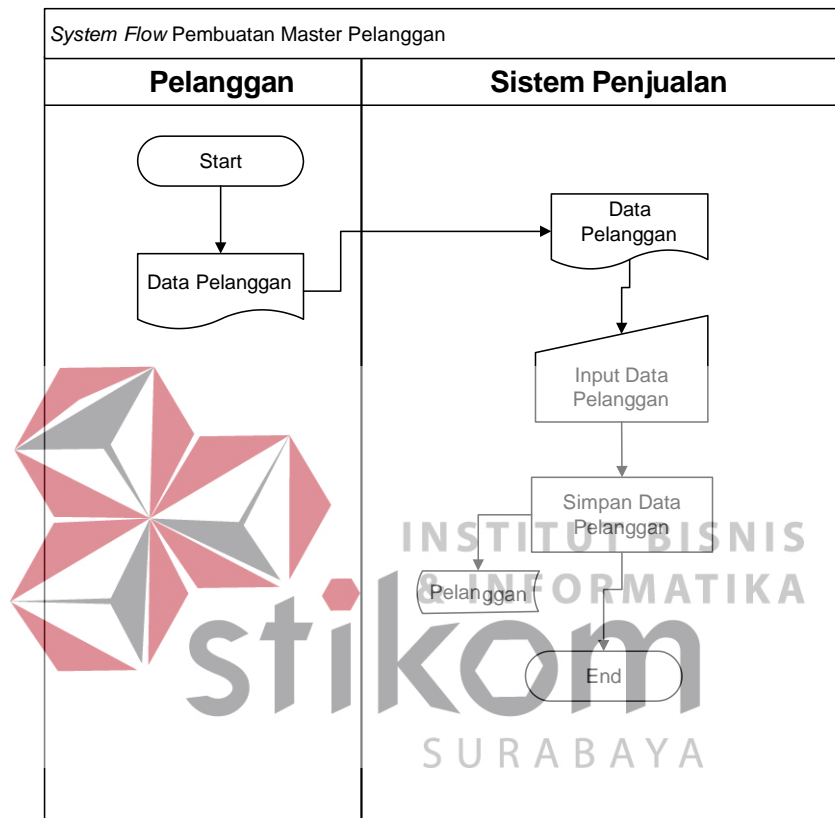 System Flow Pembuatan Master Pelanggan
Pelanggan
Sistem Penjualan
Start
Data Pelanggan
Data
Pelanggan
Input Data
Pelanggan
Simpan Data
Pelanggan
Pelanggan
End
INSTITUT BISNIS
& INFORMATIKA
stikom
SURABAYA